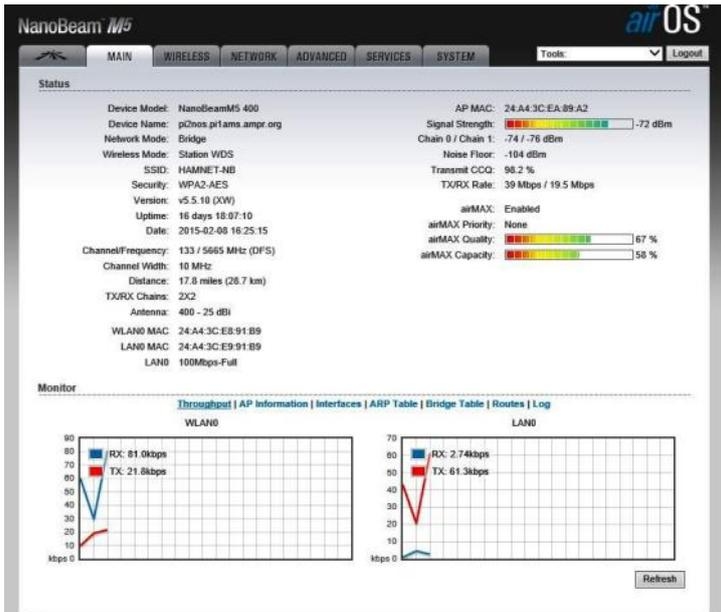 NanoBeam M5
airOS™
MAIN
WIRELESS
NETWORK
ADVANCED
SERVICES
SYSTEM
Tools:
Logout
Status
Device Model: NanoBeamM5 400
Device Name: pi2nos.pi1ams.ampr.org
Network Mode: Bridge
Wireless Mode: Station WDS
SSID: HAMNET-NB
Security: WPA2-AES
Version: v5.5.10 (XW)
Uptime: 16 days 18:07:10
Date: 2015-02-08 16:25:15
Channel/Frequency: 133 / 5665 MHz (DFS)
Channel Width: 10 MHz
Distance: 17.8 miles (28.7 km)
TX/RX Chains: 2X2
Antenna: 400 - 25 dBi
WLAN0 MAC 24:A4:3C:E8:91:B9
LAN0 MAC 24:A4:3C:E9:91:B9
LAN0 100Mbps-Full
AP MAC: 24:A4:3C:EA:89:A2
Signal Strength: -72 dBm
Chain 0 / Chain 1: -74 / -76 dBm
Noise Floor: -104 dBm
Transmit CCQ: 98.2 %
TX/RX Rate: 39 Mbps / 19.5 Mbps
airMAX: Enabled
airMAX Priority: None
airMAX Quality: 67 %
airMAX Capacity: 58 %
Monitor
Throughput | AP Information | Interfaces | ARP Table | Bridge Table | Routes | Log
WLAN0
90
80
70
60
50
40
30
20
10
kbps 0
RX: 81.0kbps
TX: 21.8kbps
LAN0
70
60
50
40
30
20
10
kbps 0
RX: 2.74kbps
TX: 61.3kbps
Refresh